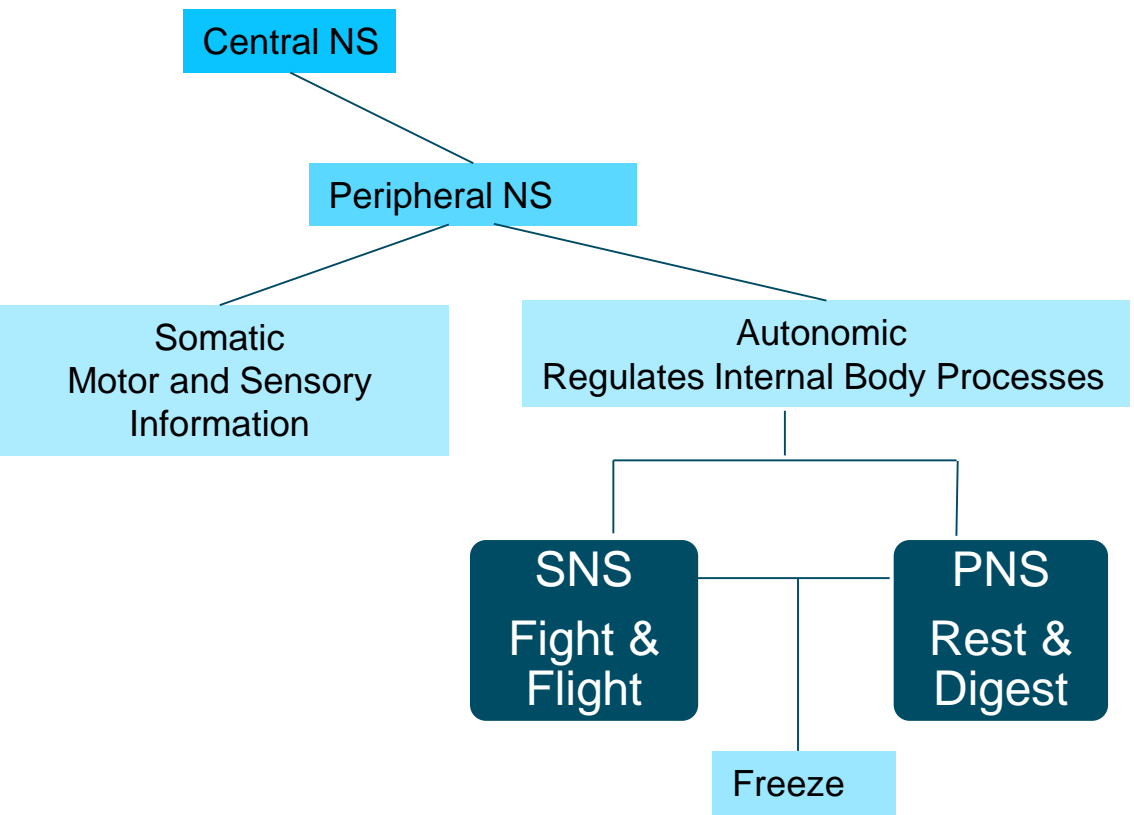 Central NS
Peripheral NS
Somatic
Motor and Sensory
Information
Autonomic
Regulates Internal Body Processes
SNS
Fight &
Flight
PNS
Rest &
Digest
Freeze